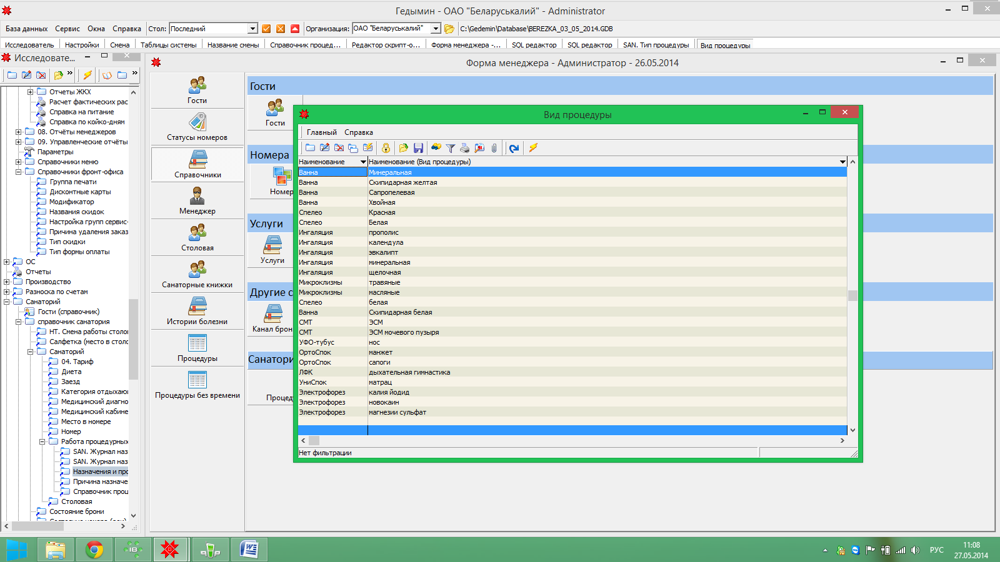 Гедымин - ОАО "Беларуськалий" - Administrator
База данных Сервис Окна Справка Стол: Последний Организация: ОАО "Беларуськалий" C:\Gedemin\Database\BEREZKA_03_05_2014.GDB
Исследователь Настройки Смена Таблицы системы Название смены Справочник процед... Редактор скрипт-о... Форма менеджера -... SQL редактор SQL редактор SAN. Тип процедуры Вид процедуры
Исследовате...
Отчеты ЖКХ
Расчет фактических рас
Справка на питание
Справка по койко-дням
08. Отчёты менеджеров
09. Управленческие отчёты
Параметры
Справочники меню
Справочники фронт-офиса
Группа печати
Дисконтные карты
Модификатор
Названия скидок
Настройка групп сервис-
Причина удаления заказ
Тип скидки
Тип формы оплаты
ОС
Отчеты
Производство
Разноска по счетам
Санаторий
Гости (справочник)
справочник санатория
НТ. Смена работы столо
Салфетка (место в столо
Санаторий
04. Тариф
Диета
Заезд
Категория отдыхаю
Медицинский диагно
Медицинский кабине
Место в номере
Номер
Работа процедурных
SAN. Журнал наз
SAN. Журнал наз
Назначения и про
Причина назначе
Справочник проц
Столовая
Состояние брони
Форма менеджера - Администратор - 26.05.2014
Гости
Статусы номеров
Справочники
Менеджер
Столовая
Санаторные книжки
Истории болезни
Процедуры
Процедуры без времени
Гости
Гости
Номера
Номер
Услуги
Услуги
Другие с
Канал брон
Санатори
Процед
Вид процедуры
Главный Справка
Наименование Наименование (Вид процедуры)
Ванна Минеральная
Ванна Скипидарная желтая
Ванна Сапропелевая
Ванна Хвойная
Спелео Красная
Спелео Белая
Ингаляция прополис
Ингаляция календула
Ингаляция эвкалипт
Ингаляция минеральная
Ингаляция щелочная
Микроклизмы травяные
Микроклизмы масляные
Спелео белая
Ванна Скипидарная белая
СМТ ЭСМ
СМТ ЭСМ мочевого пузыря
УФО-тубус нос
ОртоСпок манжет
ОртоСпок сапоги
ЛФК дыхательная гимнастика
УниСпок матрац
Электрофорез калия йодид
Электрофорез новокаин
Электрофорез магнезии сульфат
Нет фильтрации
РУС
11:08
27.05.2014